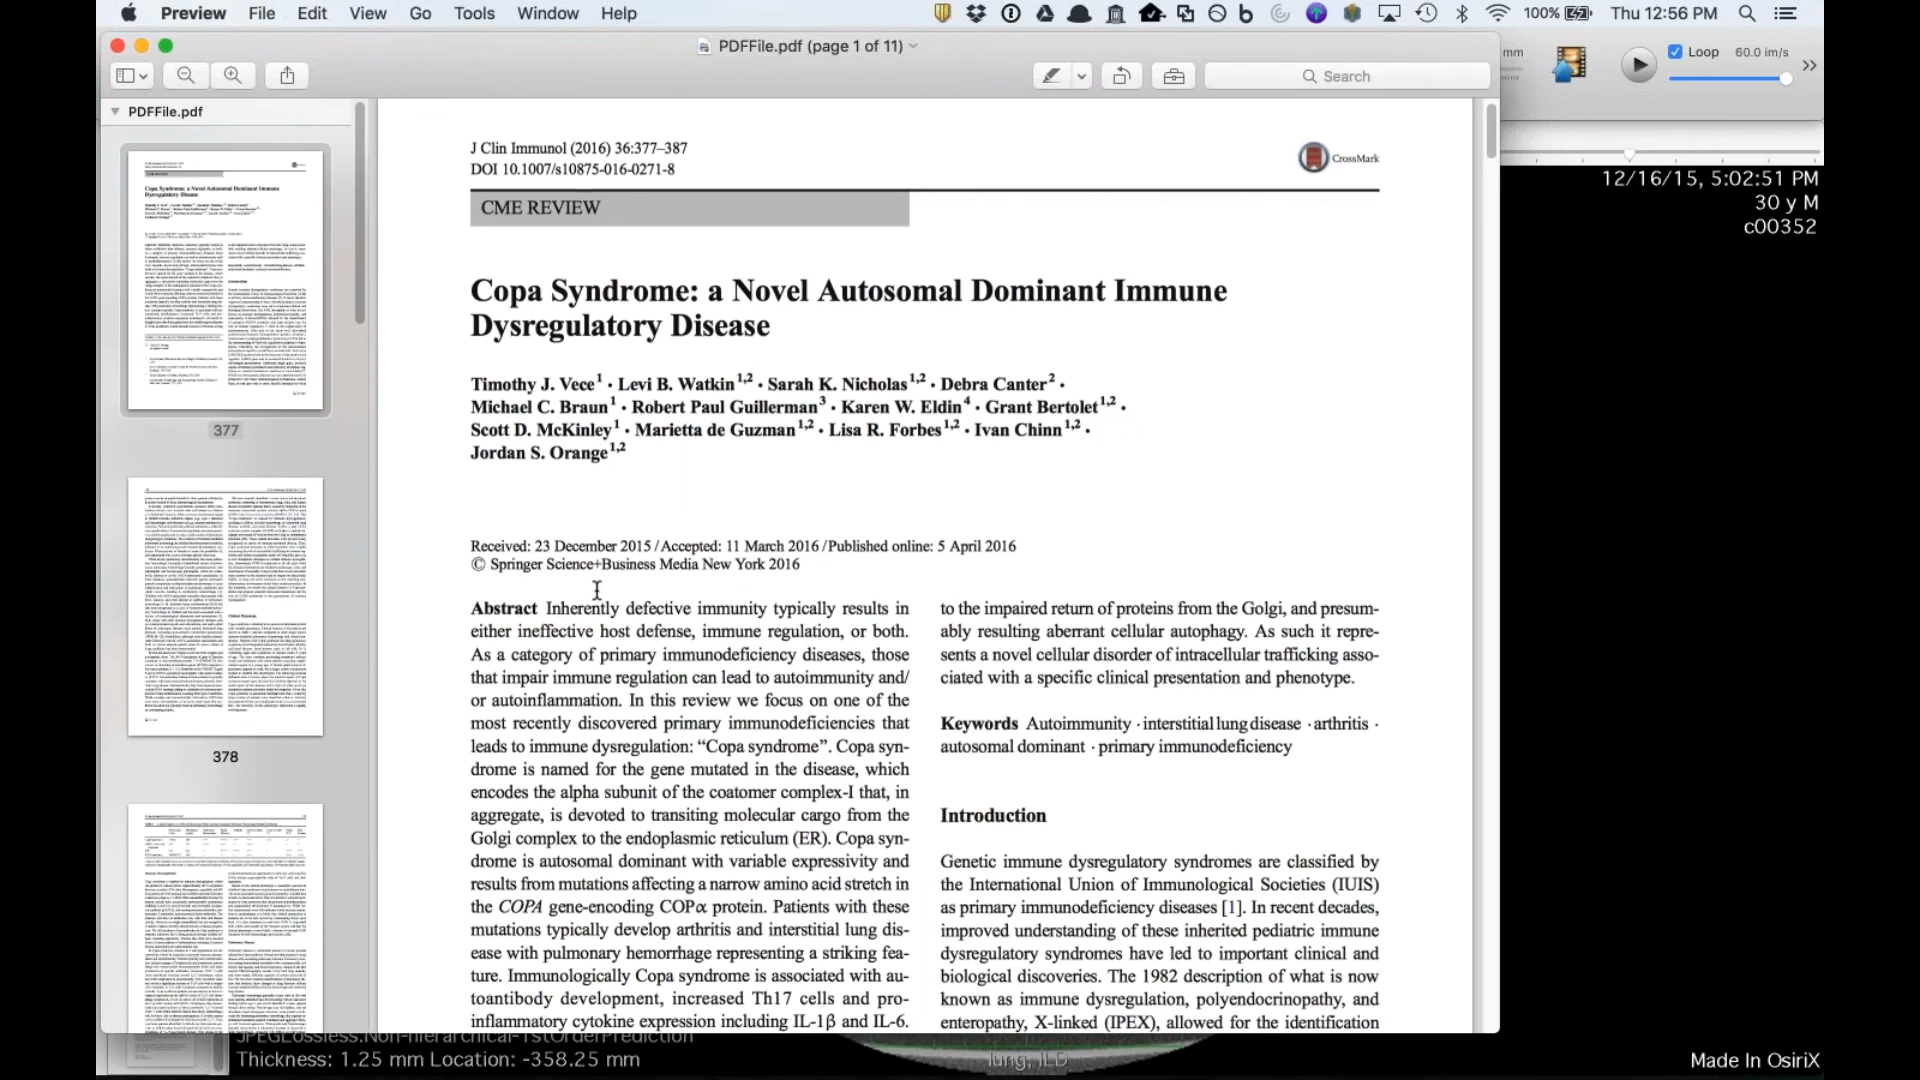 Preview File Edit View Go Tools Window Help
100% Thu 12:56 PM
PDFFile.pdf (page 1 of 11)
Search
mm
Loop 60.0 im/s
PDFFile.pdf
377
378
J Clin Immunol (2016) 36:377–387
DOI 10.1007/s10875-016-0271-8
CrossMark
CME REVIEW
Copa Syndrome: a Novel Autosomal Dominant Immune
Dysregulatory Disease
Timothy J. Vece1 · Levi B. Watkin1,2 · Sarah K. Nicholas1,2 · Debra Canter2 ·
Michael C. Braun1 · Robert Paul Guillerman3 · Karen W. Eldin4 · Grant Bertolet1,2 ·
Scott D. McKinley1 · Marietta de Guzman1,2 · Lisa R. Forbes1,2 · Ivan Chinn1,2 ·
Jordan S. Orange1,2
Received: 23 December 2015 / Accepted: 11 March 2016 / Published online: 5 April 2016
© Springer Science+Business Media New York 2016
Abstract Inherently defective immunity typically results in
either ineffective host defense, immune regulation, or both.
As a category of primary immunodeficiency diseases, those
that impair immune regulation can lead to autoimmunity and/
or autoinflammation. In this review we focus on one of the
most recently discovered primary immunodeficiencies that
leads to immune dysregulation: “Copa syndrome”. Copa syn-
drome is named for the gene mutated in the disease, which
encodes the alpha subunit of the coatomer complex-I that, in
aggregate, is devoted to transiting molecular cargo from the
Golgi complex to the endoplasmic reticulum (ER). Copa syn-
drome is autosomal dominant with variable expressivity and
results from mutations affecting a narrow amino acid stretch in
the COPA gene-encoding COPα protein. Patients with these
mutations typically develop arthritis and interstitial lung dis-
ease with pulmonary hemorrhage representing a striking fea-
ture. Immunologically Copa syndrome is associated with au-
toantibody development, increased Th17 cells and pro-
inflammatory cytokine expression including IL-1β and IL-6.
to the impaired return of proteins from the Golgi, and presum-
ably resulting aberrant cellular autophagy. As such it repre-
sents a novel cellular disorder of intracellular trafficking asso-
ciated with a specific clinical presentation and phenotype.
Keywords Autoimmunity · interstitial lung disease · arthritis ·
autosomal dominant · primary immunodeficiency
Introduction
Genetic immune dysregulatory syndromes are classified by
the International Union of Immunological Societies (IUIS)
as primary immunodeficiency diseases [1]. In recent decades,
improved understanding of these inherited pediatric immune
dysregulatory syndromes have led to important clinical and
biological discoveries. The 1982 description of what is now
known as immune dysregulation, polyendocrinopathy, and
enteropathy, X-linked (IPEX), allowed for the identification
12/16/15, 5:02:51 PM
30 y M
c00352
JPEGLossless:Non-hierarchical-1stOrderPrediction
Thickness: 1.25 mm Location: -358.25 mm
lung, ILD
Made In OsiriX